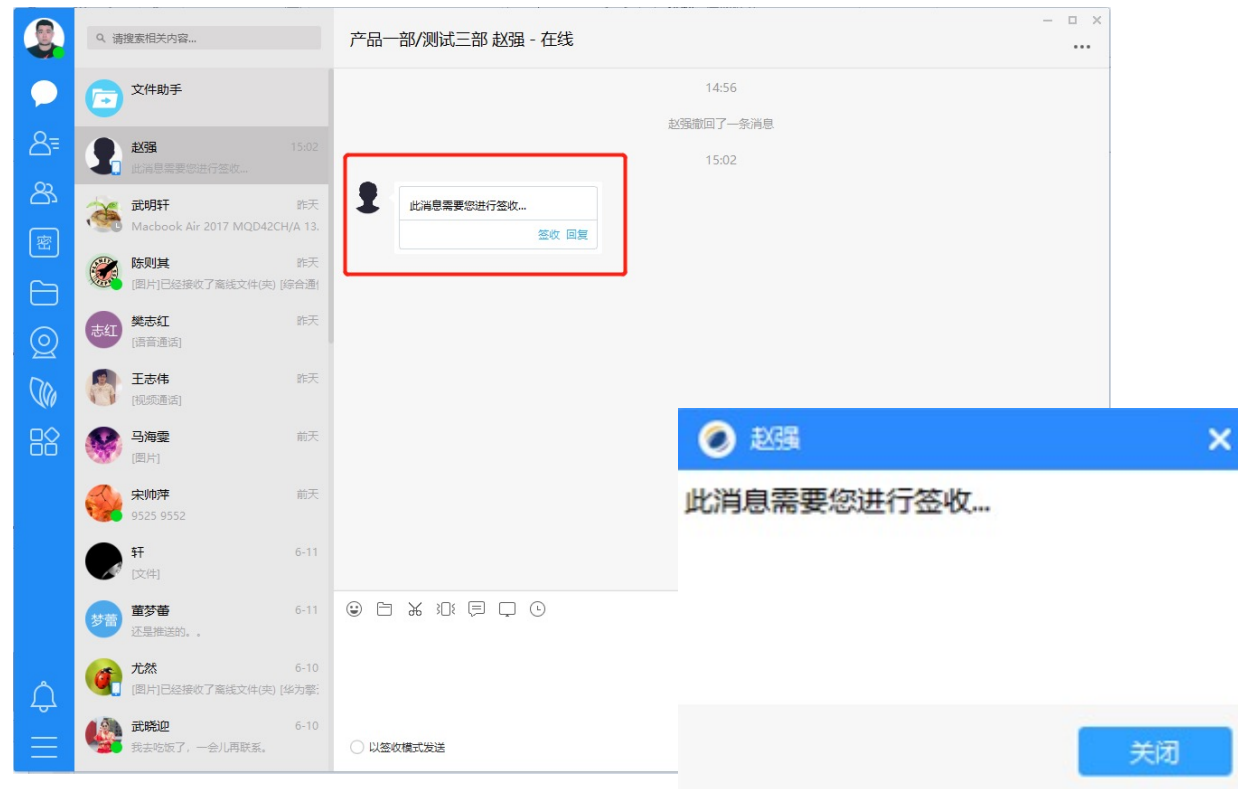 请搜索相关内容...
产品一部/测试三部 赵强 - 在线
文件助手
赵强 15:02
此消息需要您进行签收...
武明轩 昨天
Macbook Air 2017 MQD42CH/A 13.
陈则其 昨天
[图片]已经接收了离线文件(夹) [综合通
志红
樊志红 昨天
[语音通话]
王志伟 昨天
[视频通话]
马海雯 前天
[图片]
宋帅萍 前天
9525 9552
轩 6-11
[文件]
梦蕾
董梦蕾 6-11
还是推送的。。
尤然 6-10
[图片]已经接收了离线文件(夹) [华为擎
武晓迎 6-10
我去吃饭了，一会儿再联系。
密
14:56
赵强撤回了一条消息
15:02
此消息需要您进行签收...
签收 回复
以签收模式发送
赵强
此消息需要您进行签收...
关闭